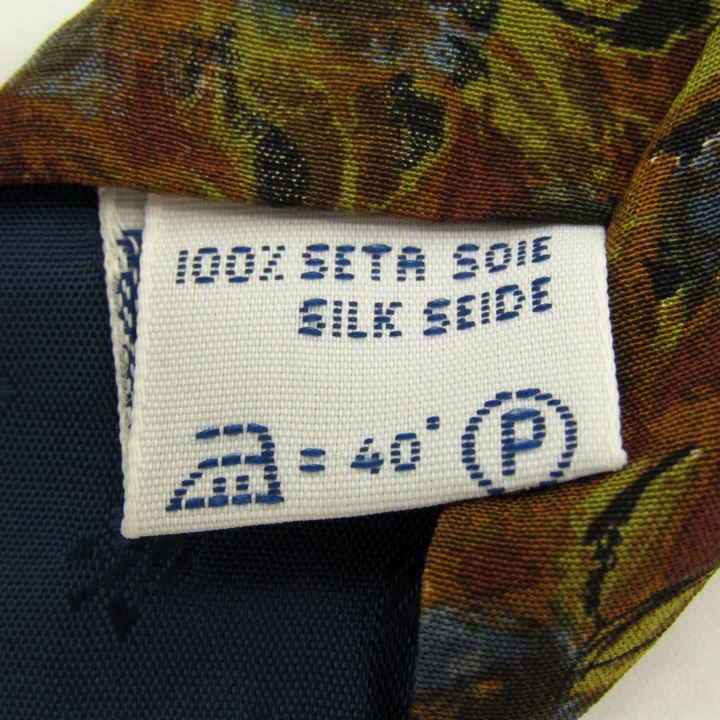 100% SETA SOIE
SILK SEIDE
= 40° P